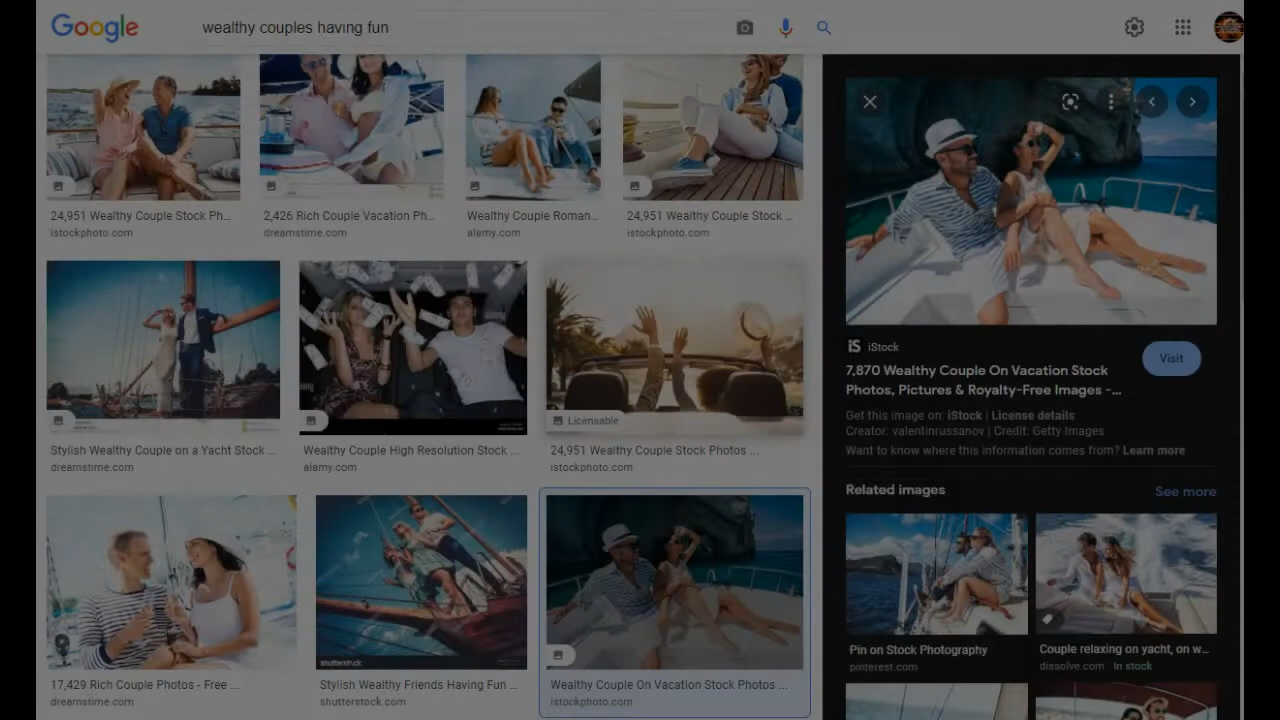 Google
wealthy couples having fun
24,951 Wealthy Couple Stock Ph...
istockphoto.com
2,426 Rich Couple Vacation Ph...
dreamstime.com
Wealthy Couple Roman...
alamy.com
24,951 Wealthy Couple Stock ...
istockphoto.com
Stylish Wealthy Couple on a Yacht Stock ...
dreamstime.com
Wealthy Couple High Resolution Stock ...
alamy.com
Licensable
24,951 Wealthy Couple Stock Photos ...
istockphoto.com
17,429 Rich Couple Photos - Free ...
dreamstime.com
shutterstock
Stylish Wealthy Friends Having Fun ...
shutterstock.com
Wealthy Couple On Vacation Stock Photos ...
istockphoto.com
iS iStock
Visit
7,870 Wealthy Couple On Vacation Stock
Photos, Pictures & Royalty-Free Images -...
Get this image on: iStock | License details
Creator: valentinrussanov | Credit: Getty Images
Want to know where this information comes from? Learn more
Related images
See more
Pin on Stock Photography
pinterest.com
Couple relaxing on yacht, on w...
dissolve.com In stock